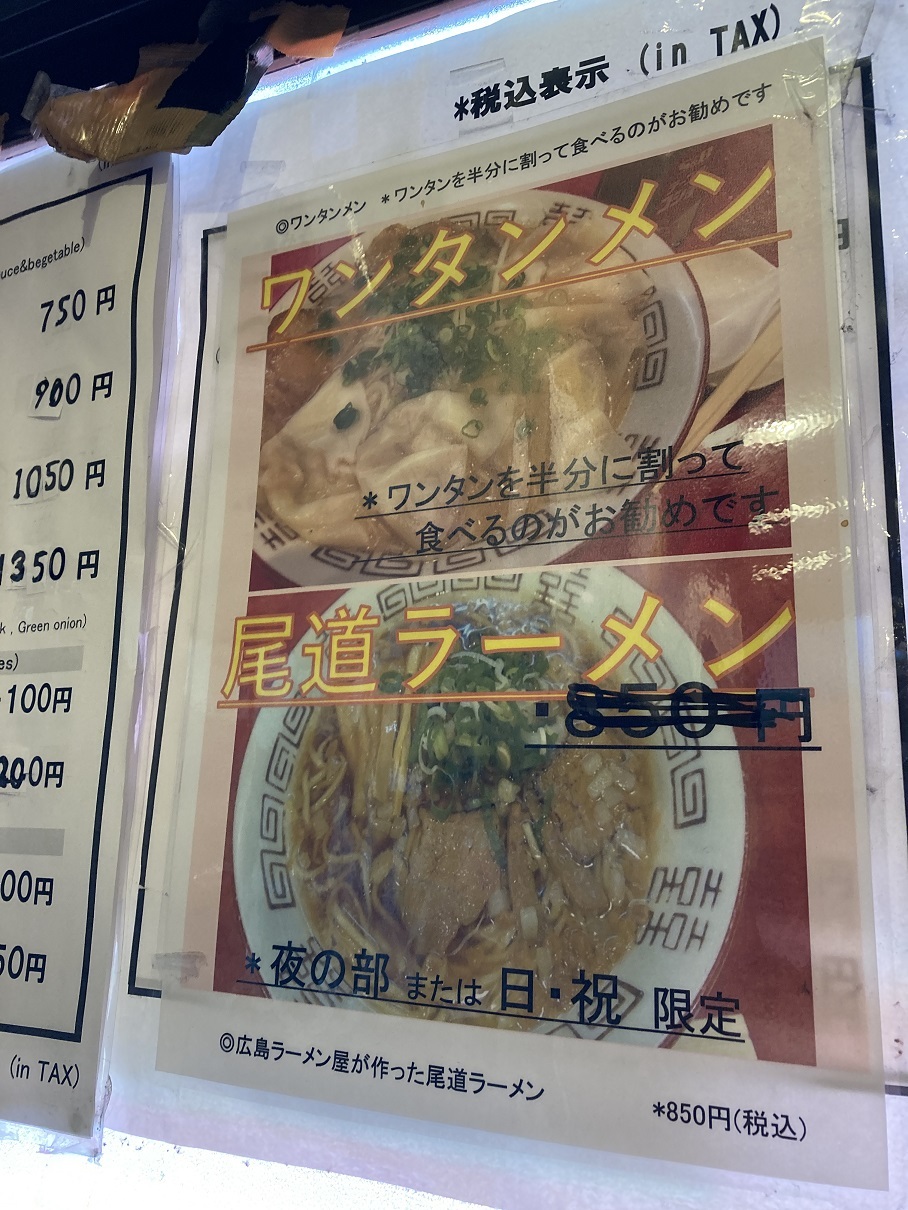 *税込表示 (in TAX)
◎ワンタンメン *ワンタンを半分に割って食べるのがお勧めです
ワンタンメン
*ワンタンを半分に割って
食べるのがお勧めです
尾道ラーメン
・850円
*夜の部 または 日・祝 限定
◎広島ラーメン屋が作った尾道ラーメン
*850円(税込)
uce&begetable)
750円
900円
1050円
1350円
k , Green onion)
es)
100円
200円
00円
50円
(in TAX)